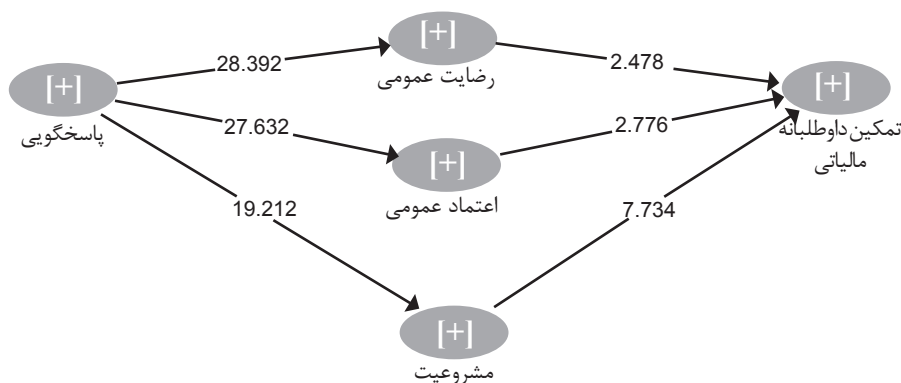 [+]
رضایت عمومی
28.392
2.478
[+]
پاسخگویی
[+]
تمکین داوطلبانه
مالیاتی
27.632
2.776
[+]
اعتماد عمومی
19.212
7.734
[+]
مشروعیت